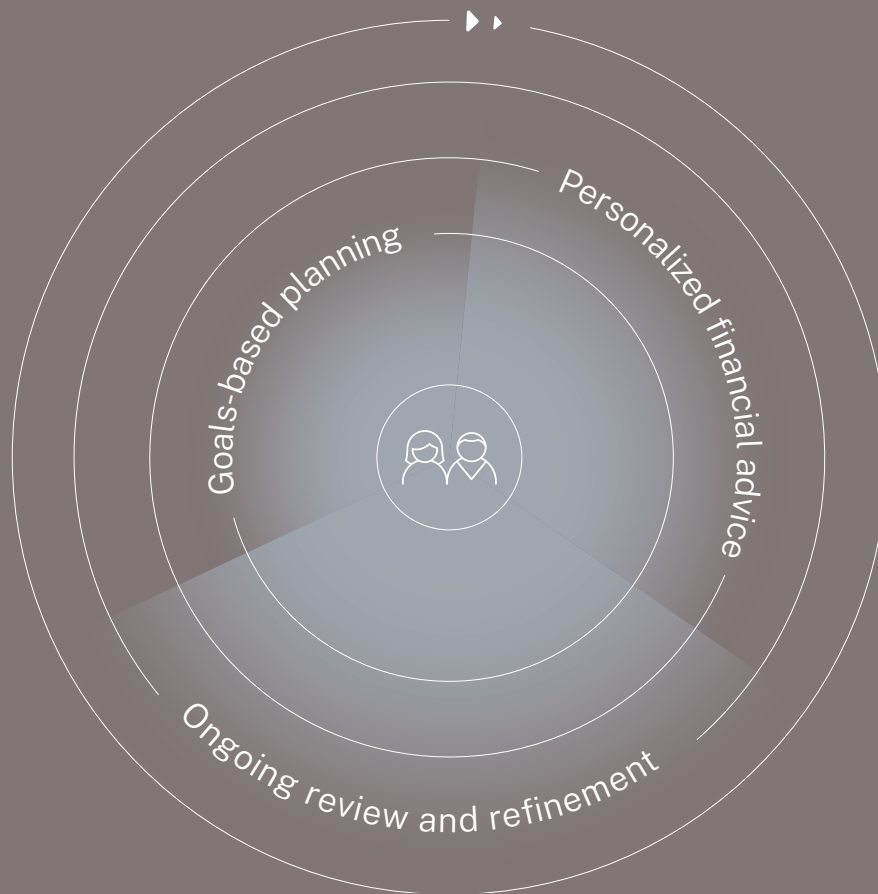 Goals-based planning
Personalized financial advice
Ongoing review and refinement